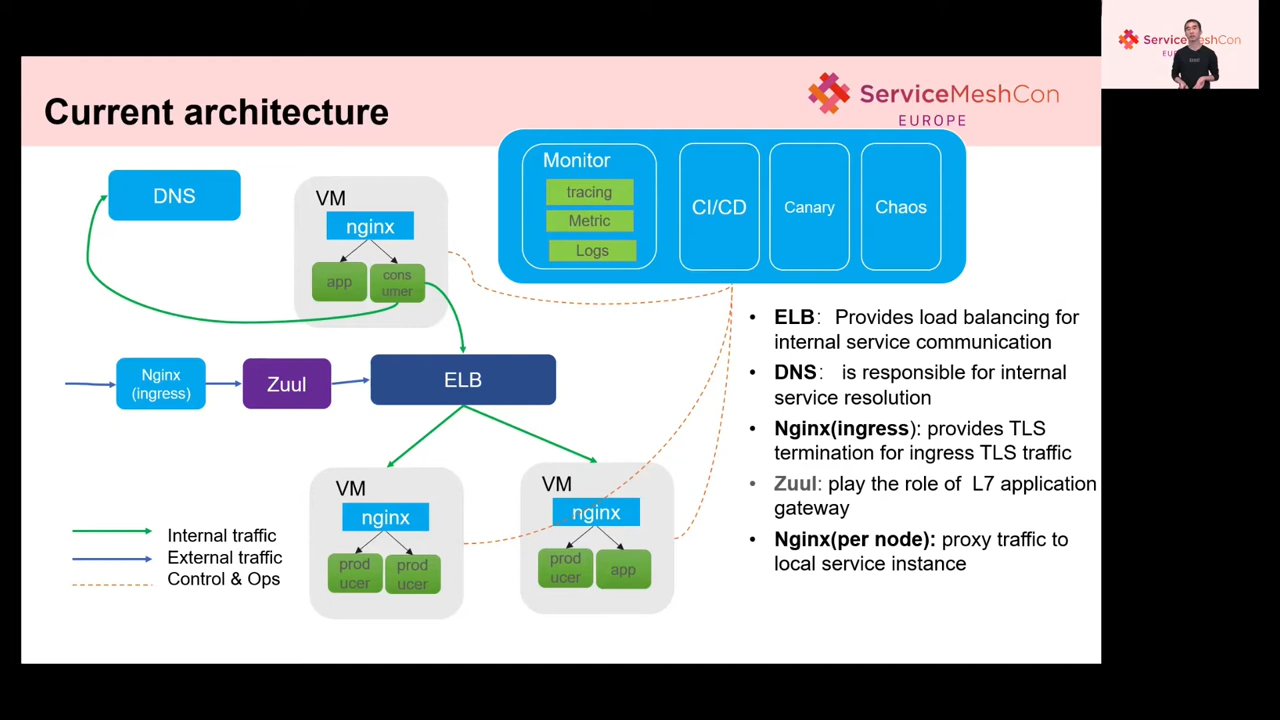 Current architecture
ServiceMeshCon
EUROPE
ServiceMeshCon
DNS
VM
nginx
app
cons
umer
Monitor
tracing
Metric
Logs
CI/CD
Canary
Chaos
Nginx
(ingress)
Zuul
ELB
VM
nginx
prod
ucer
prod
ucer
VM
nginx
prod
ucer
app
Internal traffic
External traffic
Control & Ops
• ELB: Provides load balancing for
internal service communication
• DNS: is responsible for internal
service resolution
• Nginx(ingress): provides TLS
termination for ingress TLS traffic
• Zuul: play the role of L7 application
gateway
• Nginx(per node): proxy traffic to
local service instance